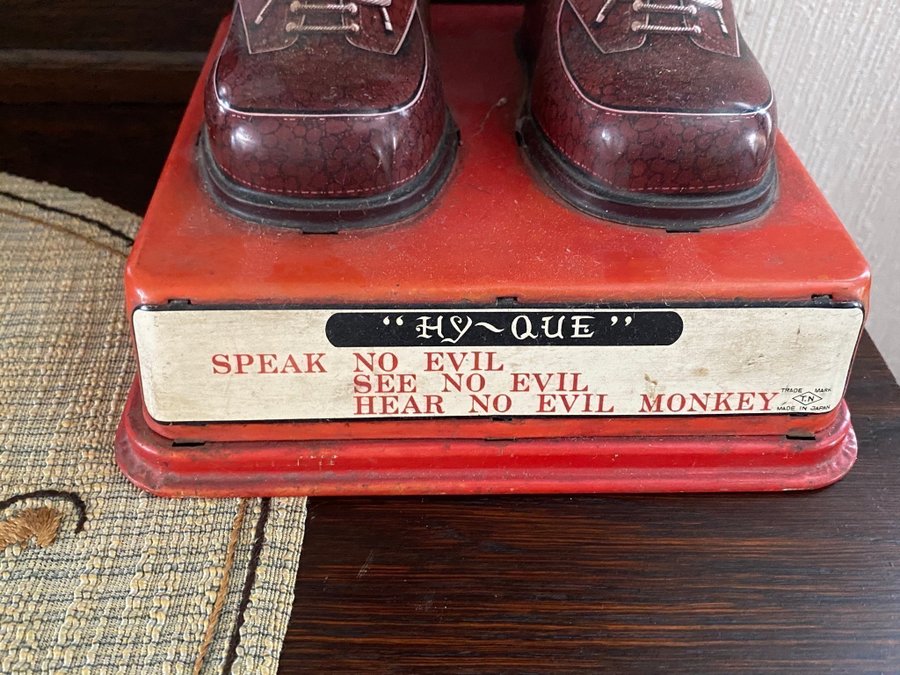 “HY~QUE”
SPEAK NO EVIL
SEE NO EVIL
HEAR NO EVIL MONKEY
TRADE MARK
T.N
MADE IN JAPAN